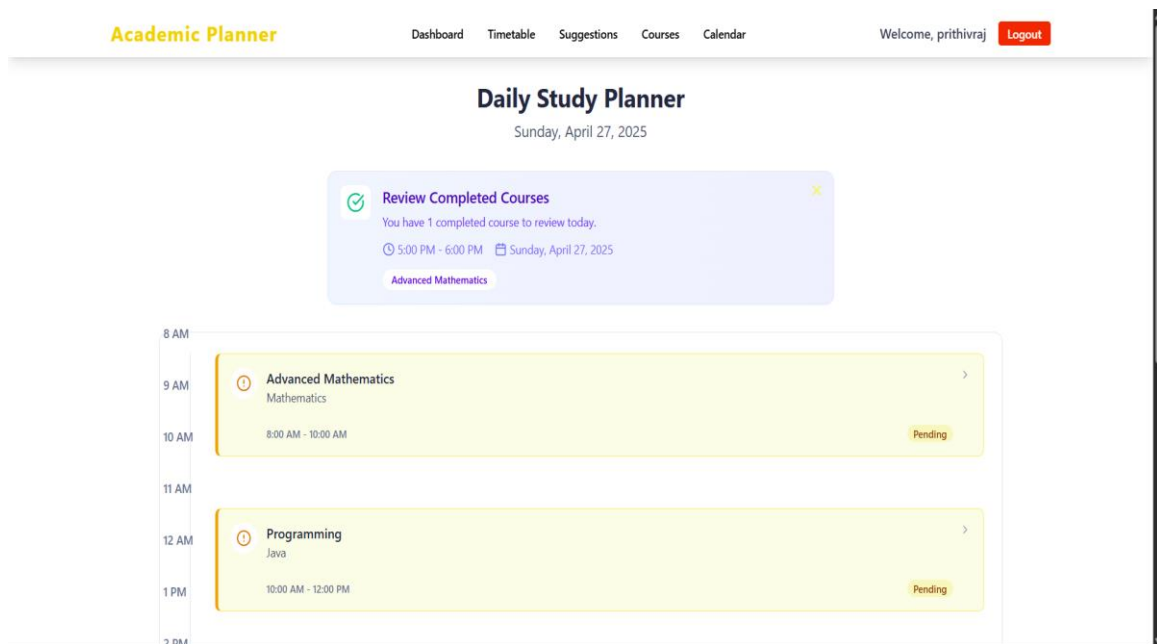 Academic Planner Dashboard Timetable Suggestions Courses Calendar Welcome, prithivraj Logout
Daily Study Planner
Sunday, April 27, 2025
Review Completed Courses
You have 1 completed course to review today.
5:00 PM - 6:00 PM Sunday, April 27, 2025
Advanced Mathematics
8 AM
Advanced Mathematics
9 AM
Mathematics
10 AM
8:00 AM - 10:00 AM Pending
11 AM
Programming
12 AM
Java
1 PM
10:00 AM - 12:00 PM Pending
2 PM